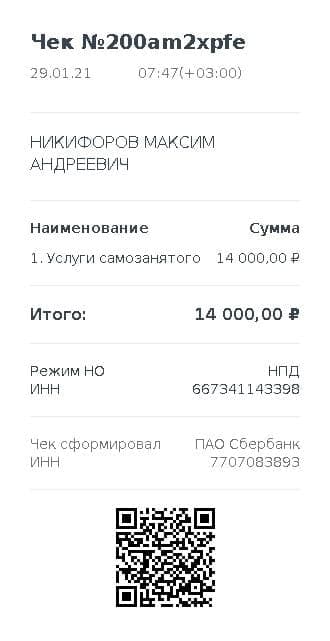 Чек №200am2xpfe
29.01.21 07:47(+03:00)
НИКИФОРОВ МАКСИМ
АНДРЕЕВИЧ
Наименование Сумма
1. Услуги самозанятого 14 000,00 ₽
Итого: 14 000,00 ₽
Режим НО НПД
ИНН 667341143398
Чек сформировал ПАО Сбербанк
ИНН 7707083893